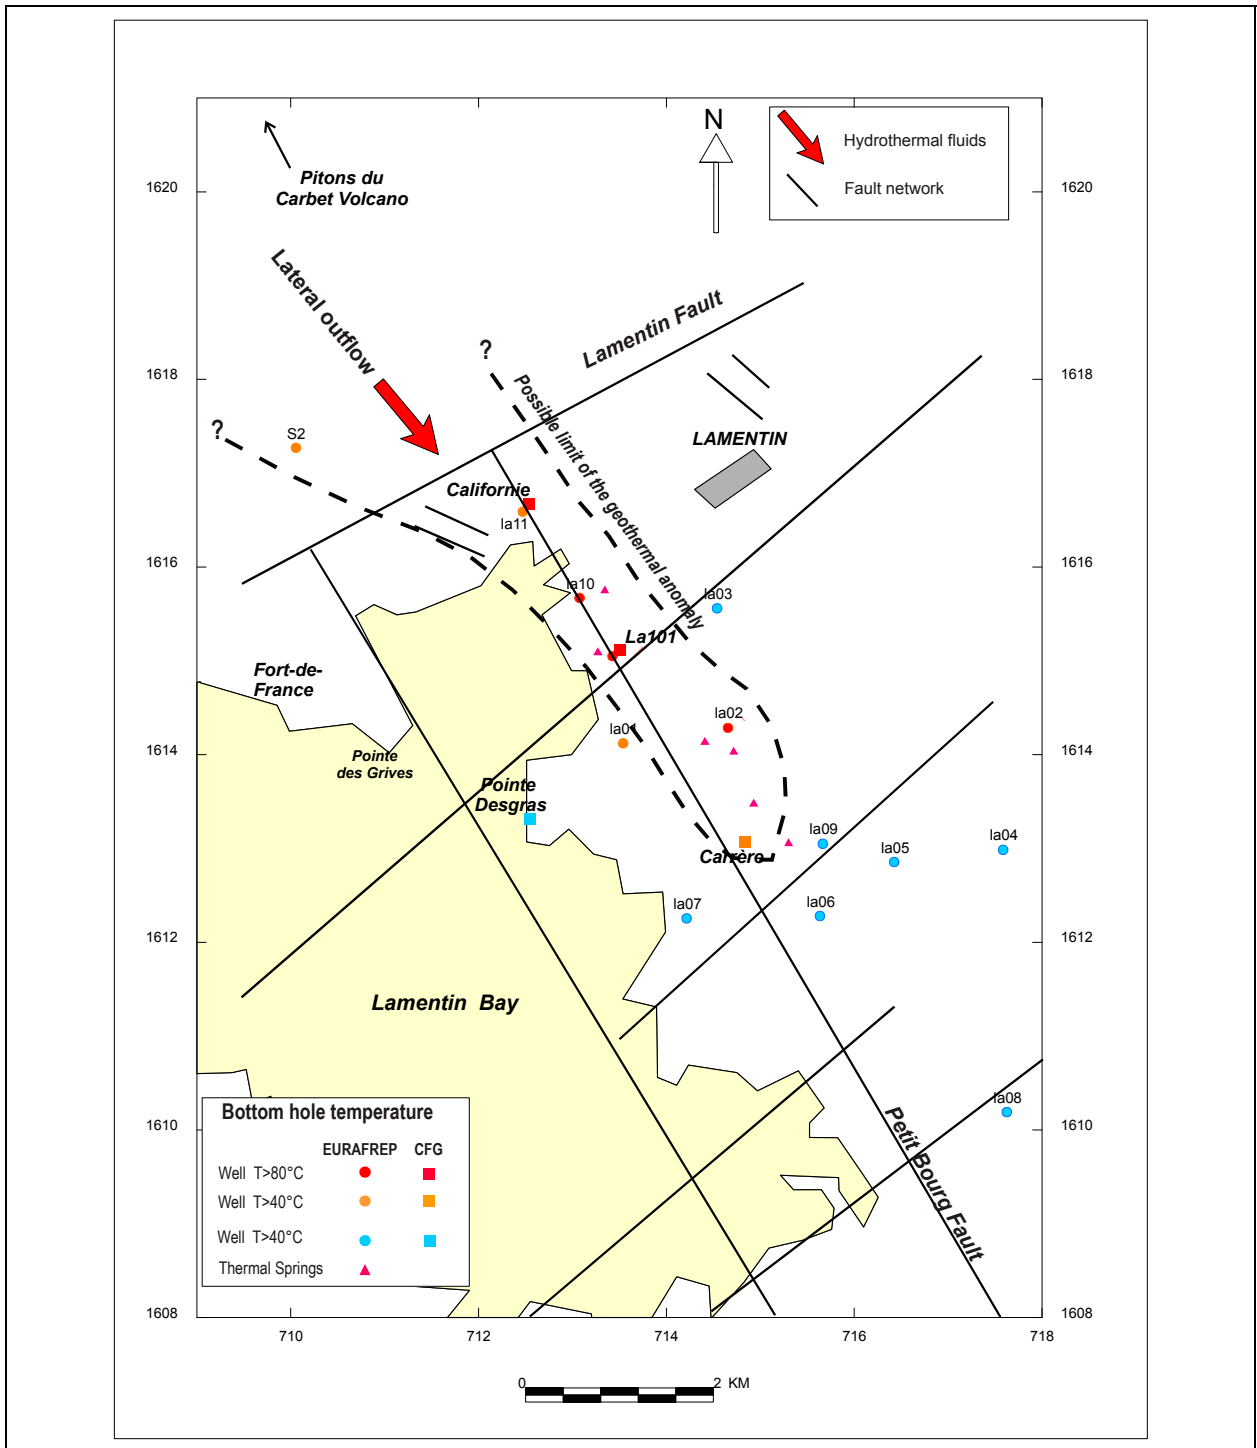 N
Hydrothermal fluids
Fault network
1620
1620
Pitons du
Carbet Volcano
Lateral outflow
Lamentin Fault
?
1618
1618
Possible limit of the geothermal anomaly
?
S2
LAMENTIN
Californie
la11
1616
1616
la10
la03
La101
Fort-de-
France
la02
la01
1614
1614
Pointe
des Grives
Pointe
Desgras
la09
la04
la05
Carrère
la07
la06
1612
1612
Lamentin Bay
la08
1610
1610
Petit Bourg Fault
Bottom hole temperature
EURAFREP CFG
Well T>80°C
Well T>40°C
Well T>40°C
Thermal Springs
1608
1608
710 712 714 716 718
0 2 KM